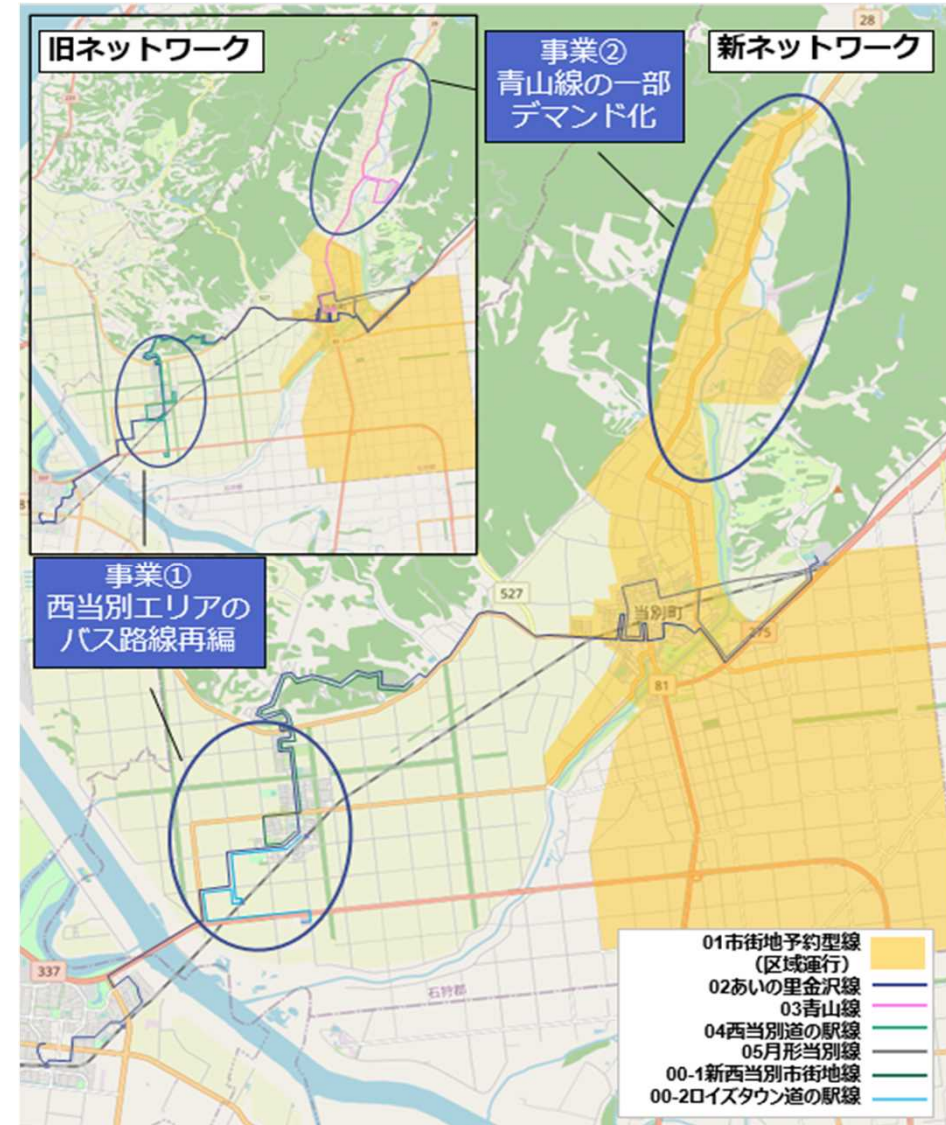 旧ネットワーク
事業②
青山線の一部
デマンド化
新ネットワーク
28
事業①
西当別エリアの
バス路線再編
527
当別町
275
81
337
石狩郡
01市街地予約型線
(区域運行)
02あいの里金沢線
03青山線
04西当別道の駅線
05月形当別線
00-1新西当別市街地線
00-2ロイズタウン道の駅線